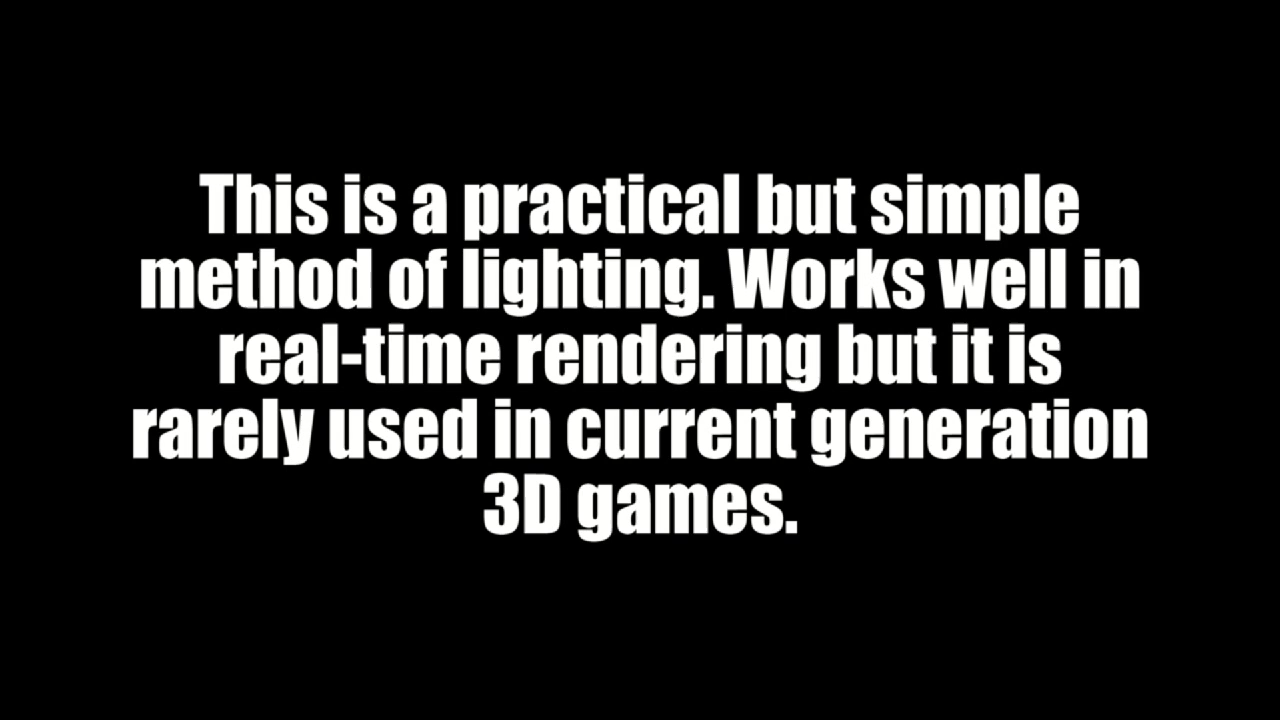 This is a practical but simple
method of lighting. Works well in
real-time rendering but it is
rarely used in current generation
3D games.